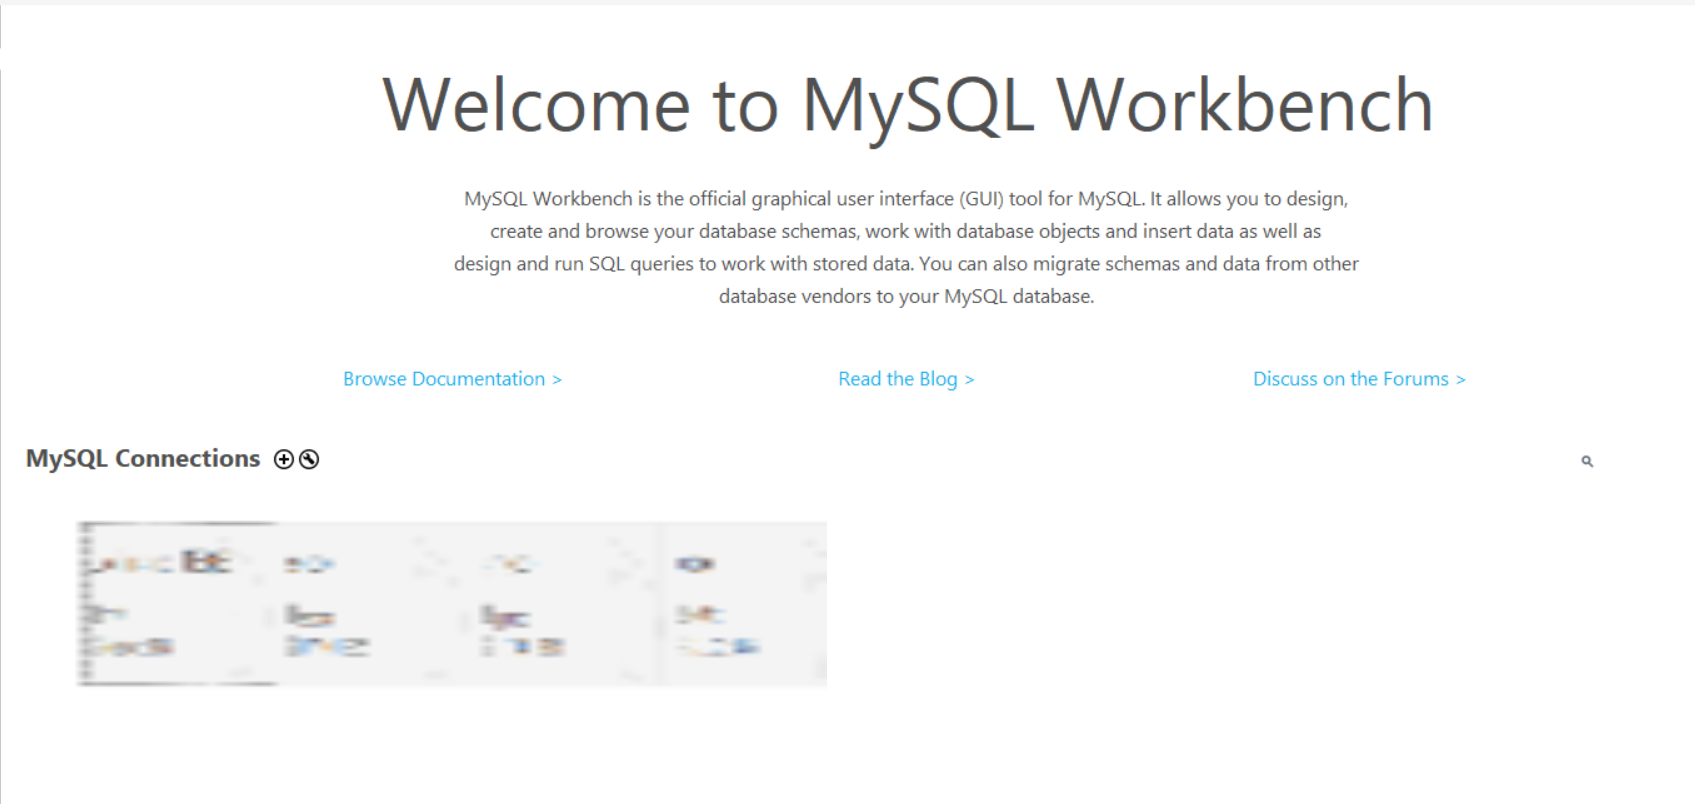 Welcome to MySQL Workbench
MySQL Workbench is the official graphical user interface (GUI) tool for MySQL. It allows you to design,
create and browse your database schemas, work with database objects and insert data as well as
design and run SQL queries to work with stored data. You can also migrate schemas and data from other
database vendors to your MySQL database.
Browse Documentation >
Read the Blog >
Discuss on the Forums >
MySQL Connections